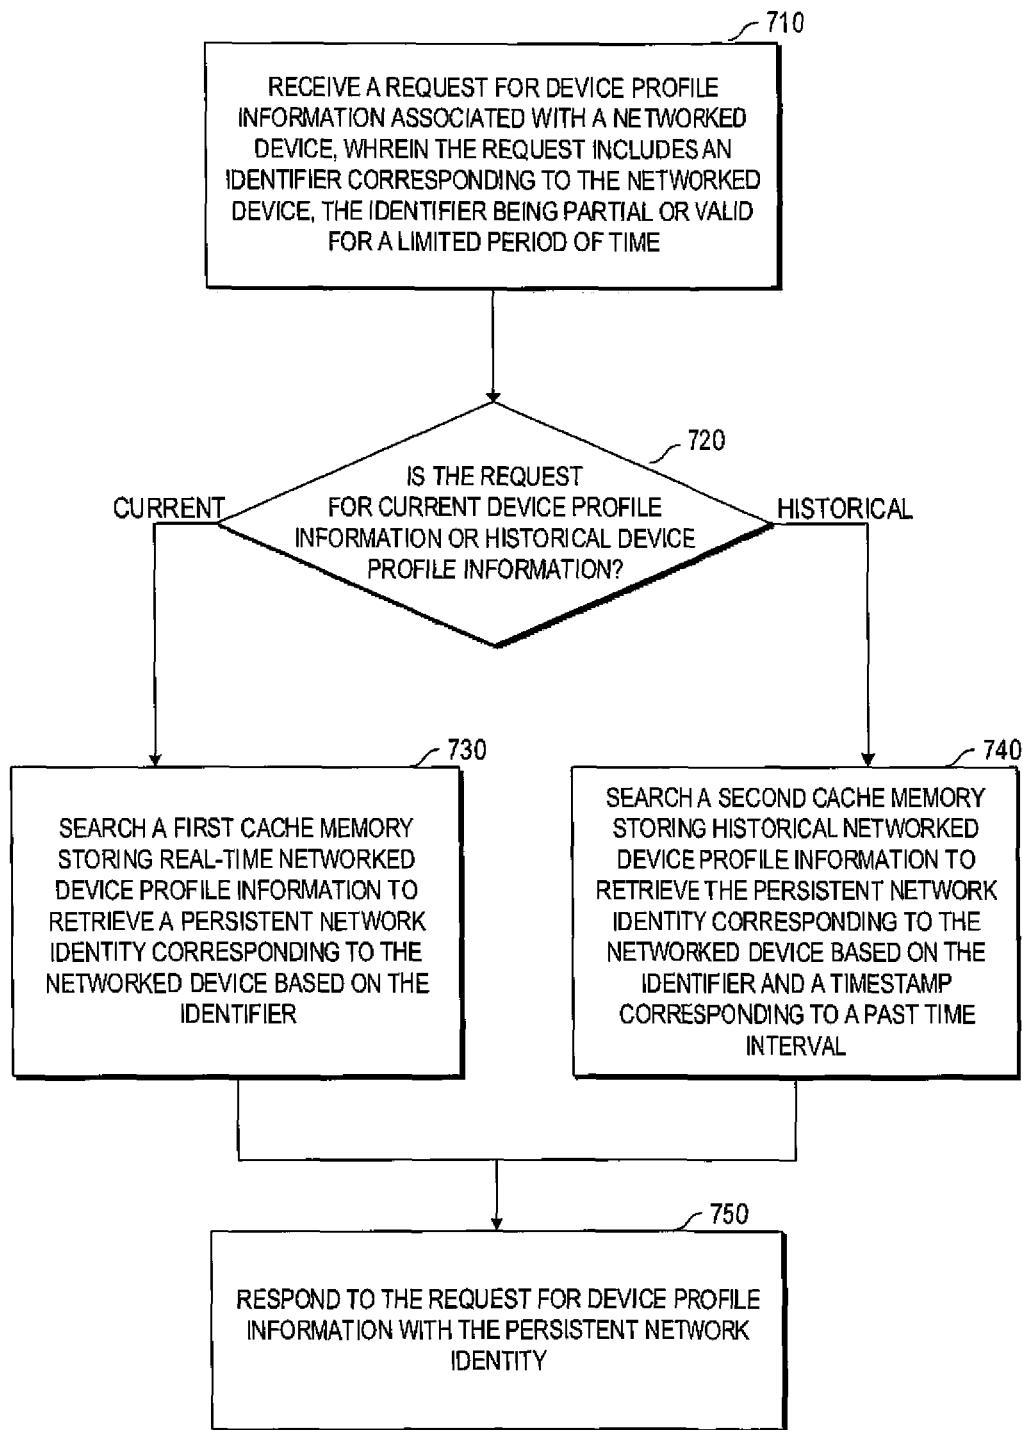 710
RECEIVE A REQUEST FOR DEVICE PROFILE
INFORMATION ASSOCIATED WITH A NETWORKED
DEVICE, WHREIN THE REQUEST INCLUDES AN
IDENTIFIER CORRESPONDING TO THE NETWORKED
DEVICE, THE IDENTIFIER BEING PARTIAL OR VALID
FOR A LIMITED PERIOD OF TIME
720
IS THE REQUEST
FOR CURRENT DEVICE PROFILE
INFORMATION OR HISTORICAL DEVICE
PROFILE INFORMATION?
CURRENT
HISTORICAL
730
SEARCH A FIRST CACHE MEMORY
STORING REAL-TIME NETWORKED
DEVICE PROFILE INFORMATION TO
RETRIEVE A PERSISTENT NETWORK
IDENTITY CORRESPONDING TO THE
NETWORKED DEVICE BASED ON THE
IDENTIFIER
740
SEARCH A SECOND CACHE MEMORY
STORING HISTORICAL NETWORKED
DEVICE PROFILE INFORMATION TO
RETRIEVE THE PERSISTENT NETWORK
IDENTITY CORRESPONDING TO THE
NETWORKED DEVICE BASED ON THE
IDENTIFIER AND A TIMESTAMP
CORRESPONDING TO A PAST TIME
INTERVAL
750
RESPOND TO THE REQUEST FOR DEVICE PROFILE
INFORMATION WITH THE PERSISTENT NETWORK
IDENTITY